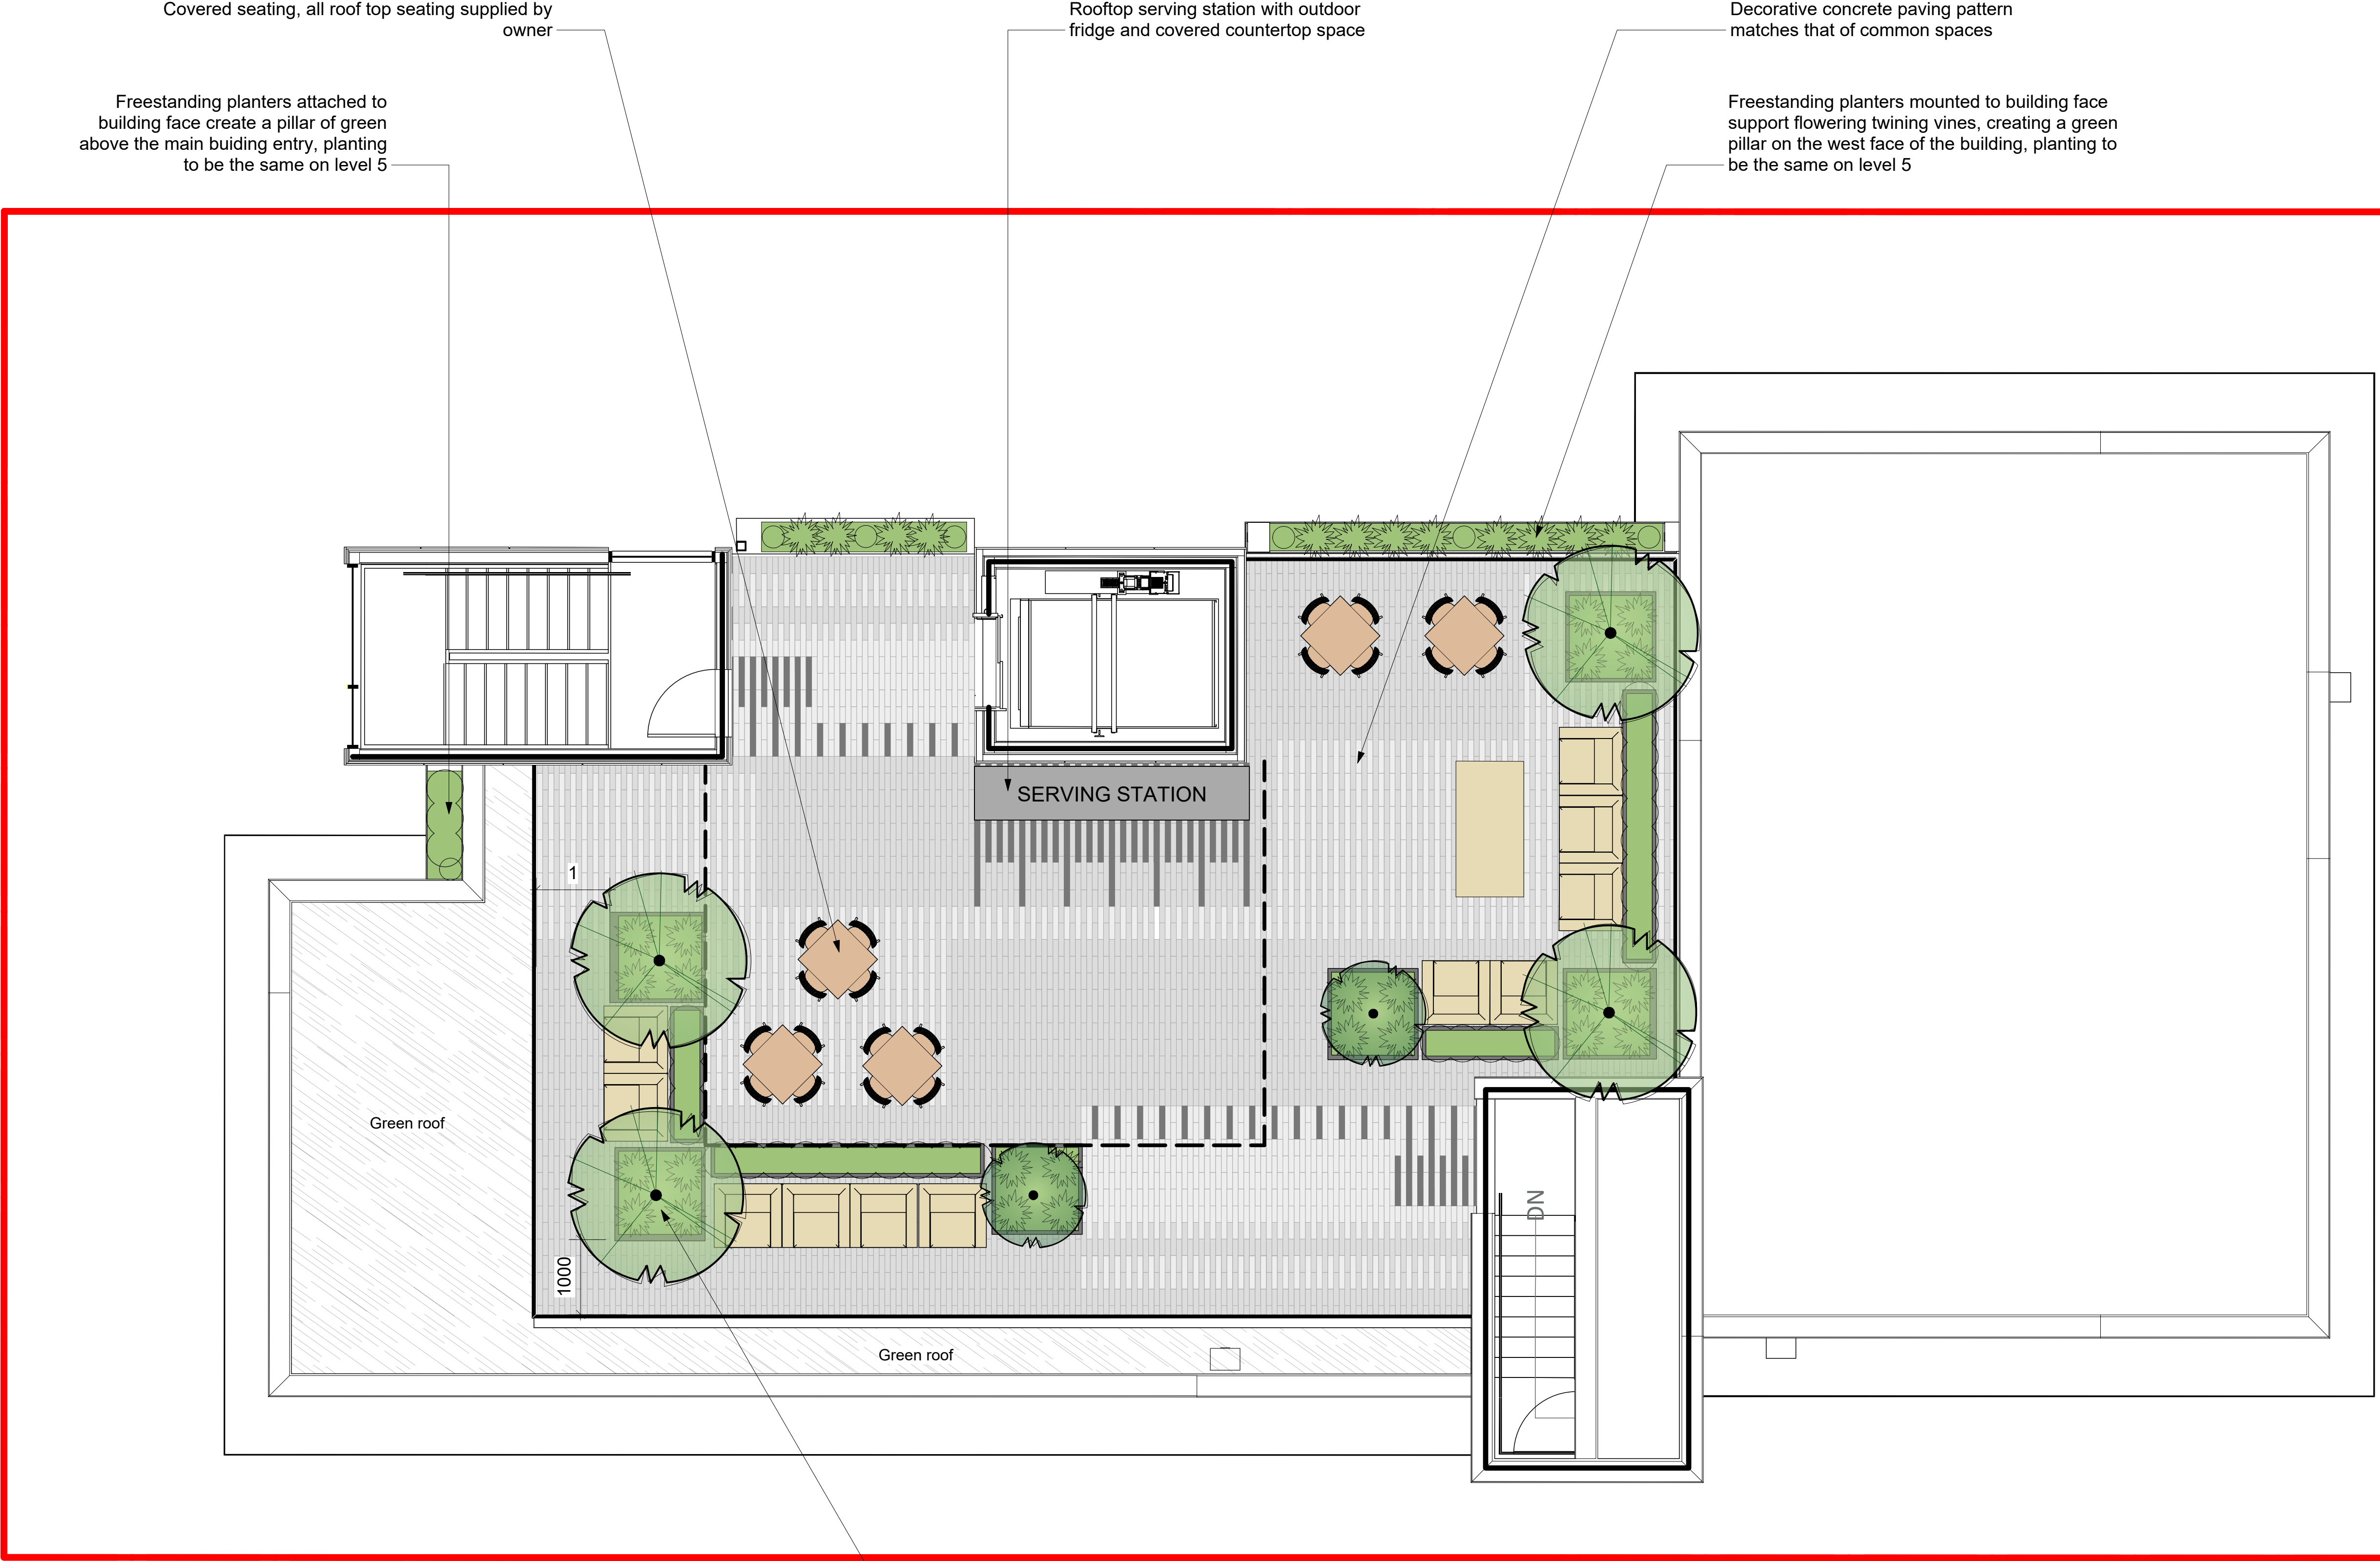 Covered seating, all roof top seating supplied by
owner
Rooftop serving station with outdoor
fridge and covered countertop space
Decorative concrete paving pattern
matches that of common spaces
Freestanding planters attached to
building face create a pillar of green
above the main buiding entry, planting
to be the same on level 5
Freestanding planters mounted to building face
support flowering twining vines, creating a green
pillar on the west face of the building, planting to
be the same on level 5
SERVING STATION
1
Green roof
DN
1000
Green roof